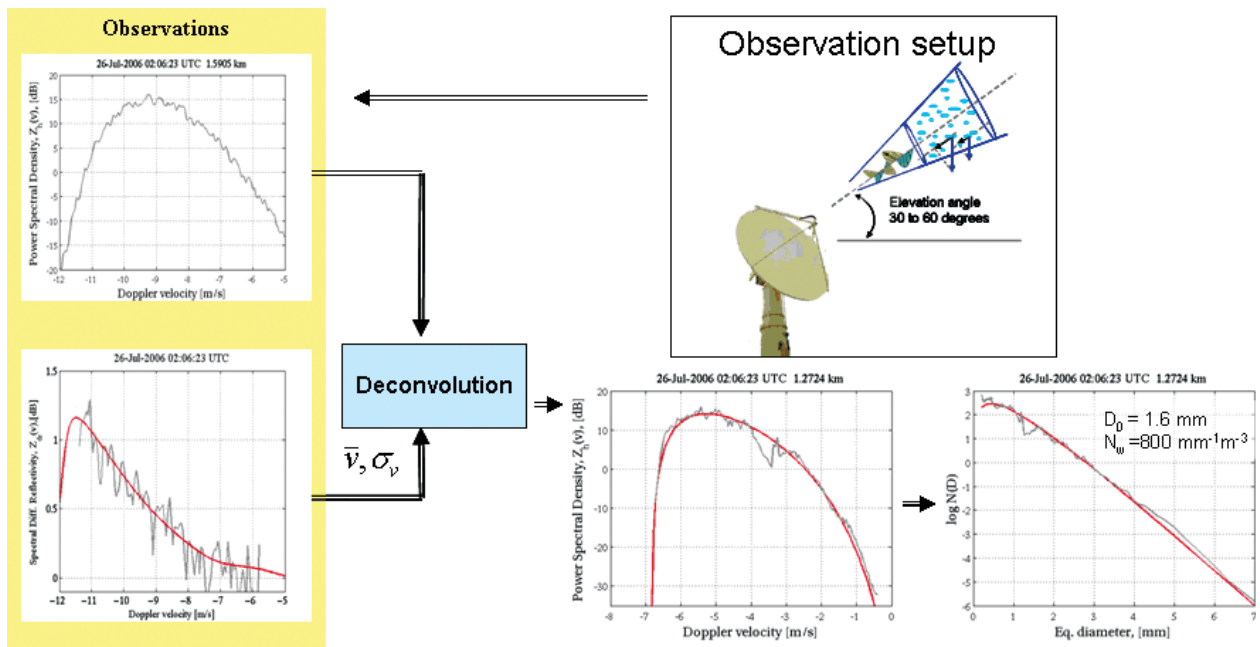 Observations
26-Jul-2006 02:06:23 UTC 1.5905 km
Power Spectral Density, Z_h(v), [dB]
20
15
10
5
0
-5
-10
-15
-20
-12 -11 -10 -9 -8 -7 -6 -5
Doppler velocity [m/s]
26-Jul-2006 02:06:23 UTC
Spectral Diff. Reflectivity, Z_h(v),[dB]
1.5
1
0.5
0
-12 -11 -10 -9 -8 -7 -6 -5
Doppler velocity [m/s]
Observation setup
Elevation angle
30 to 60 degrees
Deconvolution
v̄, σ_v
26-Jul-2006 02:06:23 UTC 1.2724 km
Power Spectral Density, Z_h(v), [dB]
20
10
0
-10
-20
-30
-8 -7 -6 -5 -4 -3 -2 -1 0
Doppler velocity [m/s]
26-Jul-2006 02:06:23 UTC 1.2724 km
D₀ = 1.6 mm
N_w =800 mm⁻¹m⁻³
log N(D)
3
2
1
0
-1
-2
-3
-4
-5
-6
0 1 2 3 4 5 6 7
Eq. diameter, [mm]